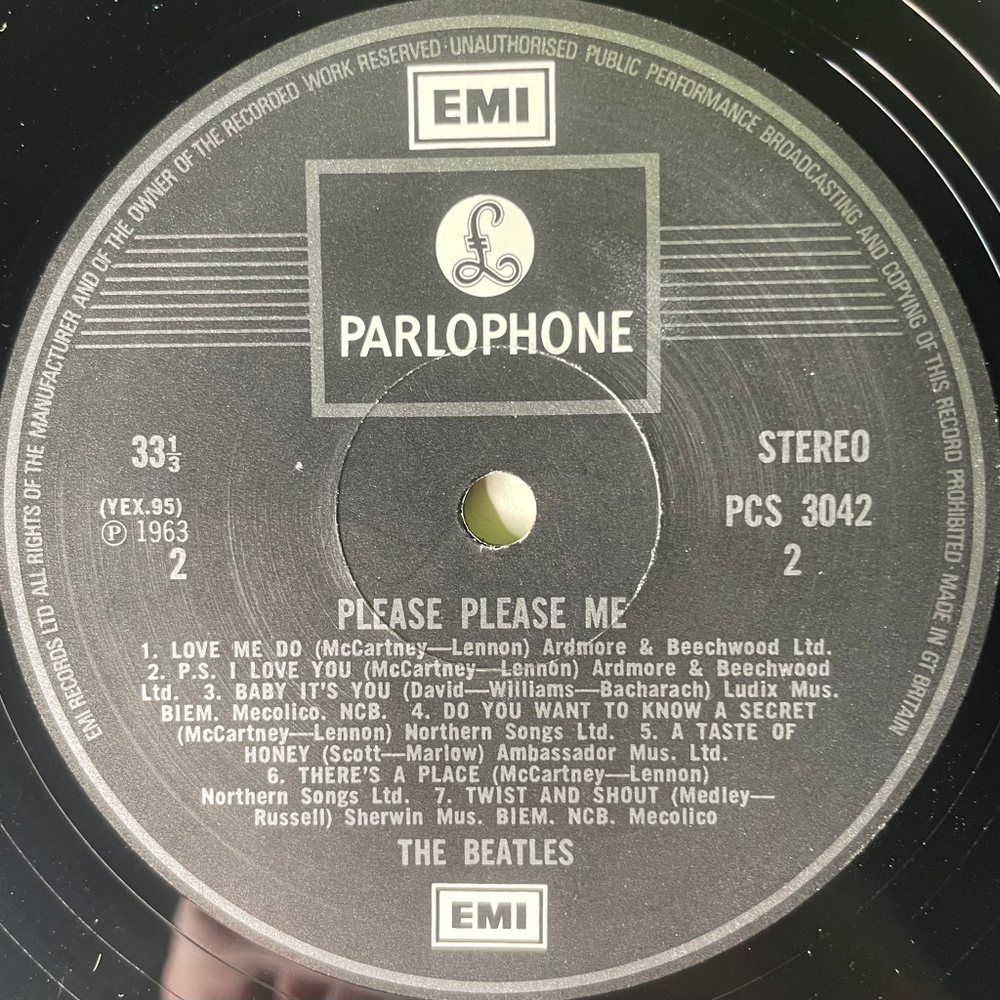 EMI RECORDS LTD · ALL RIGHTS OF THE MANUFACTURER AND OF THE OWNER OF THE RECORDED WORK RESERVED · UNAUTHORISED PUBLIC PERFORMANCE BROADCASTING AND COPYING OF THIS RECORD PROHIBITED · MADE IN GT BRITAIN
EMI
£
PARLOPHONE
33⅓
STEREO
(YEX.95)
Ⓟ 1963
PCS 3042
2
2
PLEASE PLEASE ME
1. LOVE ME DO (McCartney—Lennon) Ardmore & Beechwood Ltd.
2. P.S. I LOVE YOU (McCartney—Lennon) Ardmore & Beechwood
Ltd. 3. BABY IT'S YOU (David—Williams—Bacharach) Ludix Mus.
BIEM. Mecolico. NCB. 4. DO YOU WANT TO KNOW A SECRET
(McCartney—Lennon) Northern Songs Ltd. 5. A TASTE OF
HONEY (Scott—Marlow) Ambassador Mus. Ltd.
6. THERE'S A PLACE (McCartney—Lennon)
Northern Songs Ltd. 7. TWIST AND SHOUT (Medley—
Russell) Sherwin Mus. BIEM. NCB. Mecolico
THE BEATLES
EMI